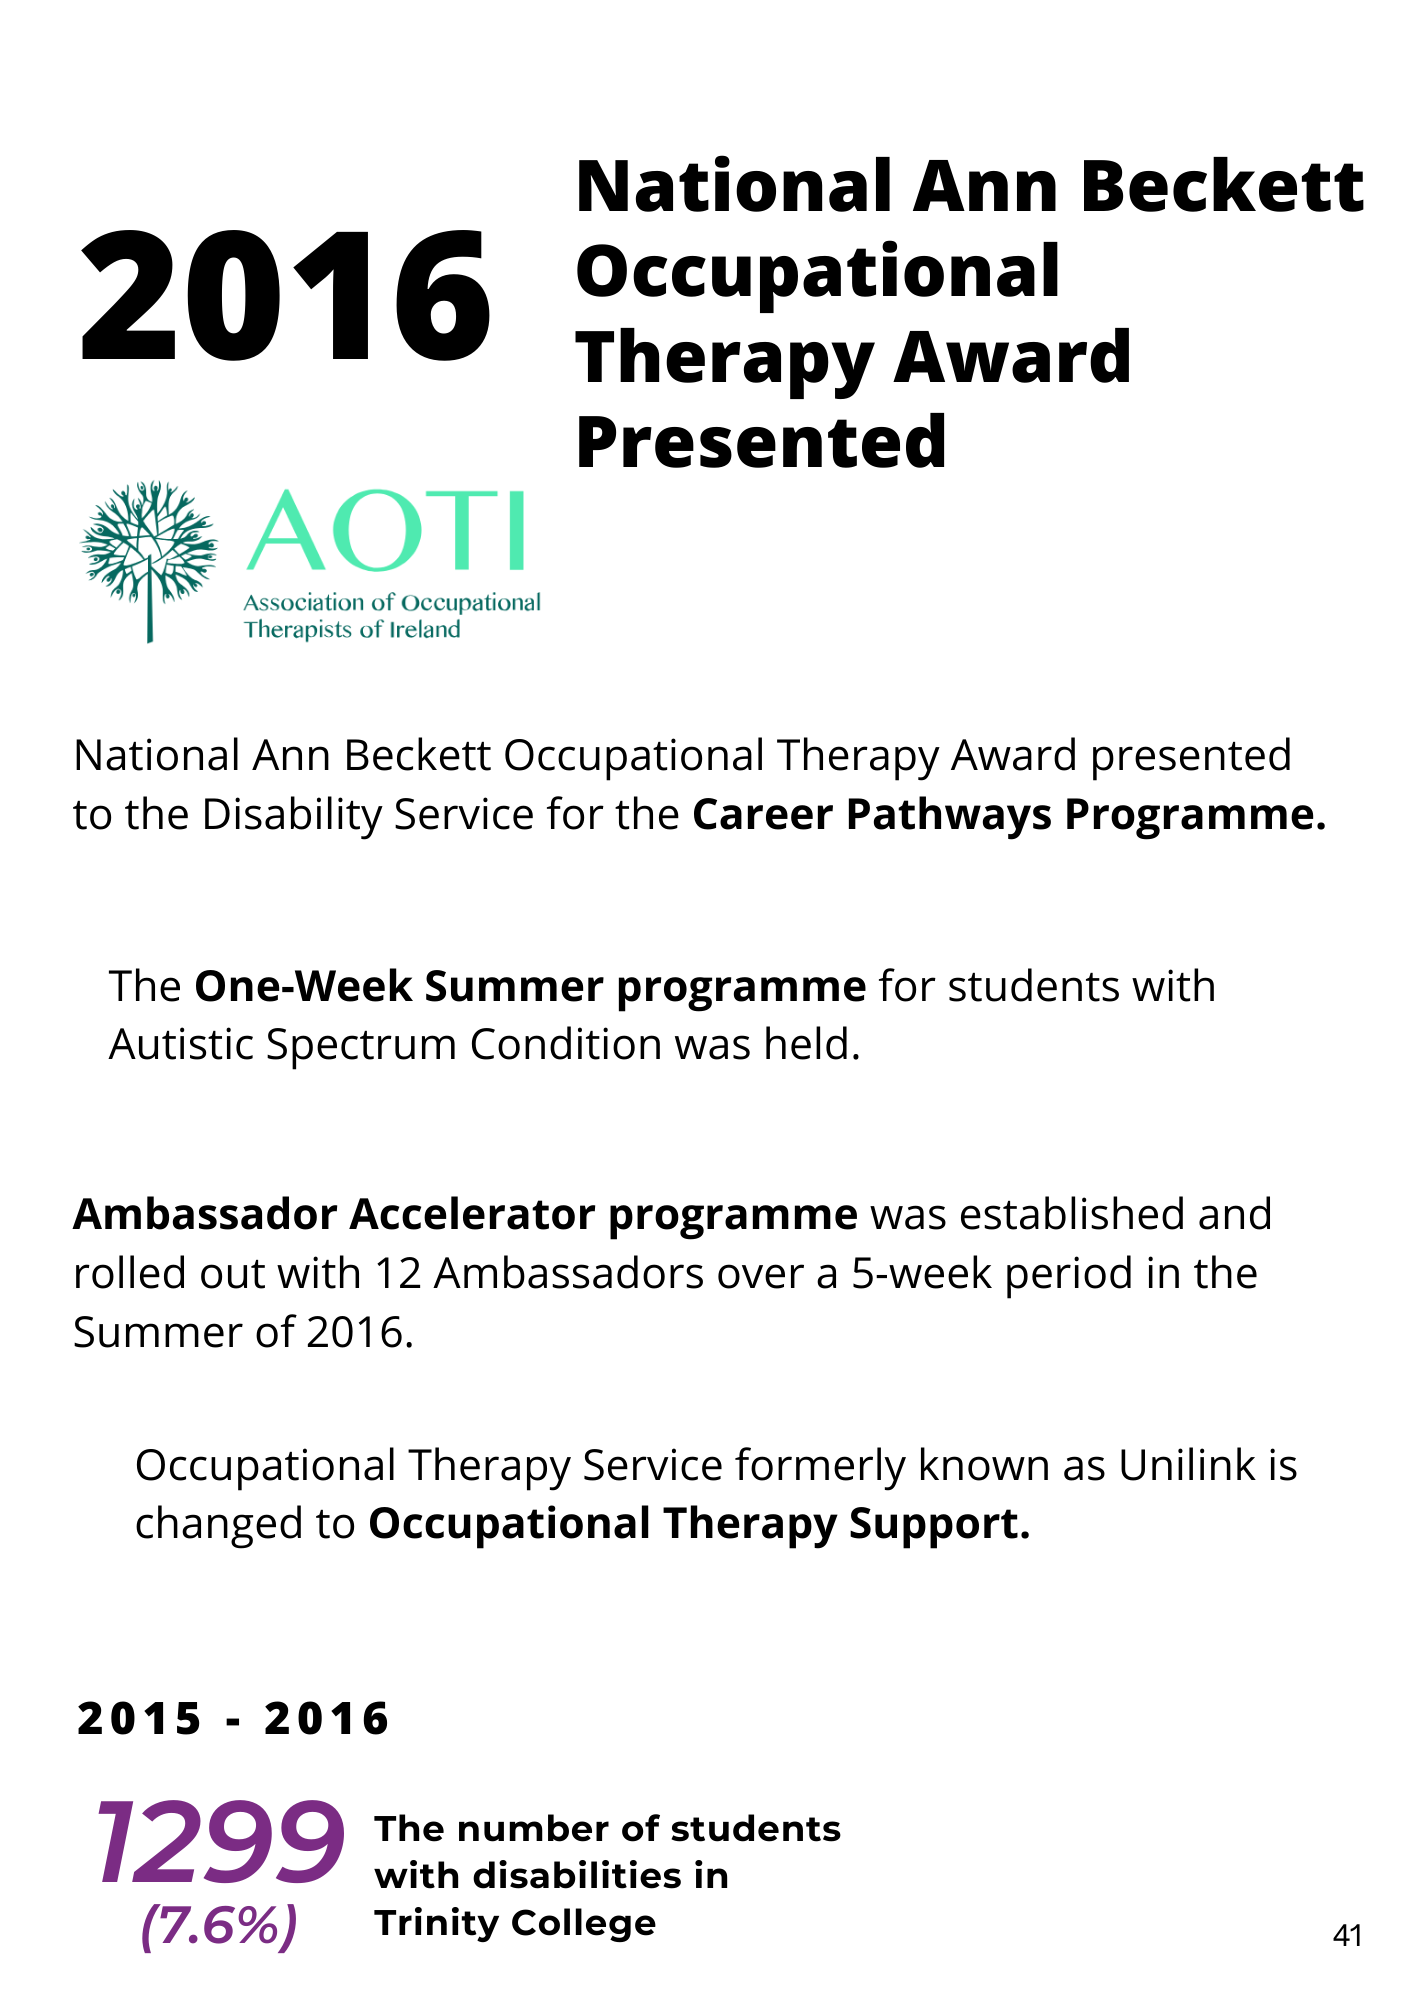 2016
National Ann Beckett
Occupational
Therapy Award
Presented
AOTI
Association of Occupational
Therapists of Ireland
National Ann Beckett Occupational Therapy Award presented
to the Disability Service for the Career Pathways Programme.
The One-Week Summer programme for students with
Autistic Spectrum Condition was held.
Ambassador Accelerator programme was established and
rolled out with 12 Ambassadors over a 5-week period in the
Summer of 2016.
Occupational Therapy Service formerly known as Unilink is
changed to Occupational Therapy Support.
2015 - 2016
1299
(7.6%)
The number of students
with disabilities in
Trinity College
41